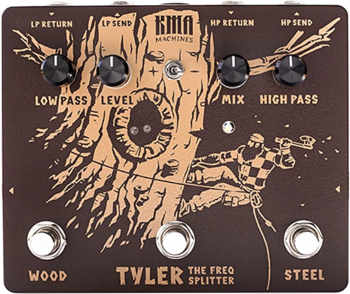 LP RETURN
LP SEND
KMA
MACHINES
HP RETURN
HP SEND
LOW PASS
LEVEL
MIX
HIGH PASS
WOOD
TYLER
THE FREQ
SPLITTER
STEEL